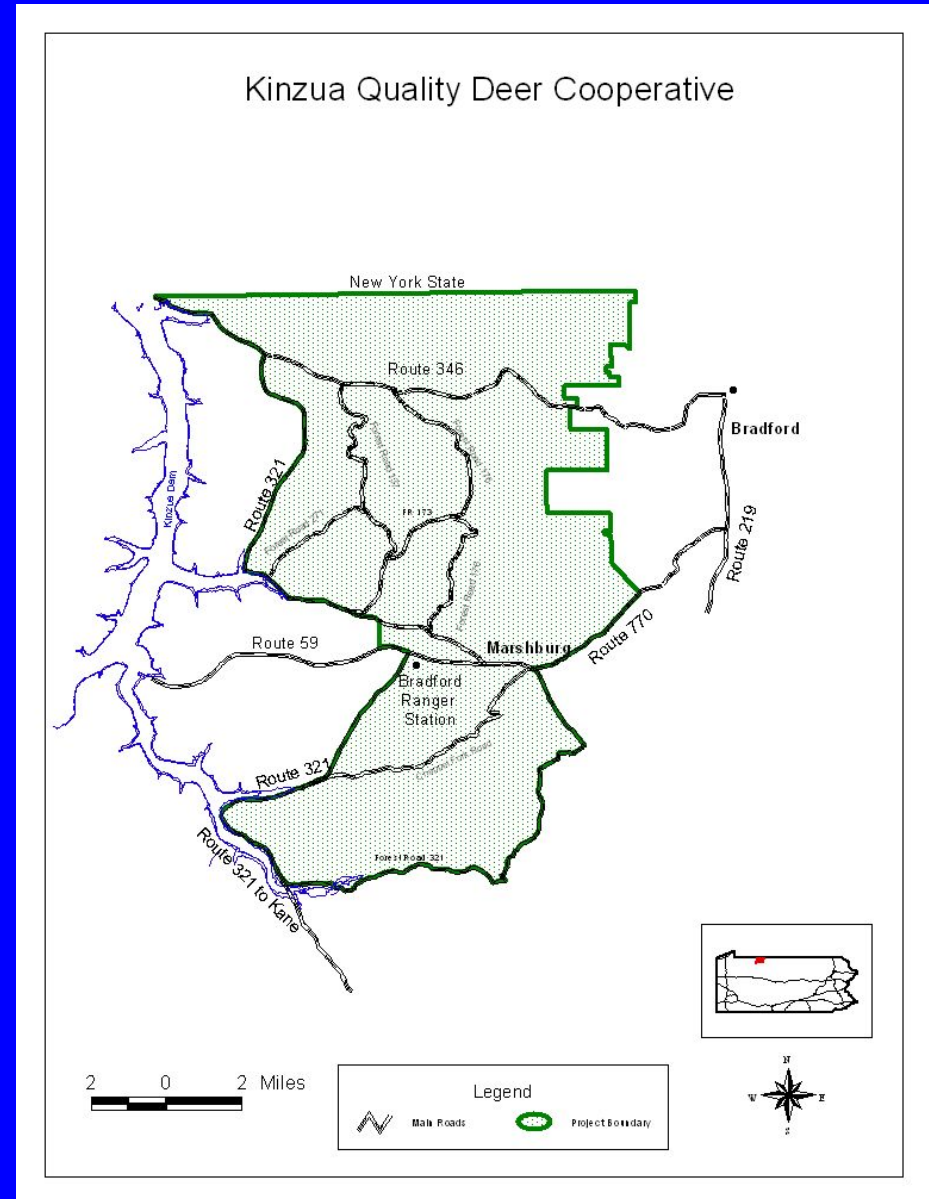 Kinzua Quality Deer Cooperative
New York State
Route 346
Bradford
Route 321
Kinzua Dam
FR 173
Route 219
Route 59
Marshburg
Route 770
Bradford
Ranger
Station
Route 321
Forest Road 321
Route 321 to Kane
2 0 2 Miles
Legend
Main Roads
Project Boundary
N
W
E
S